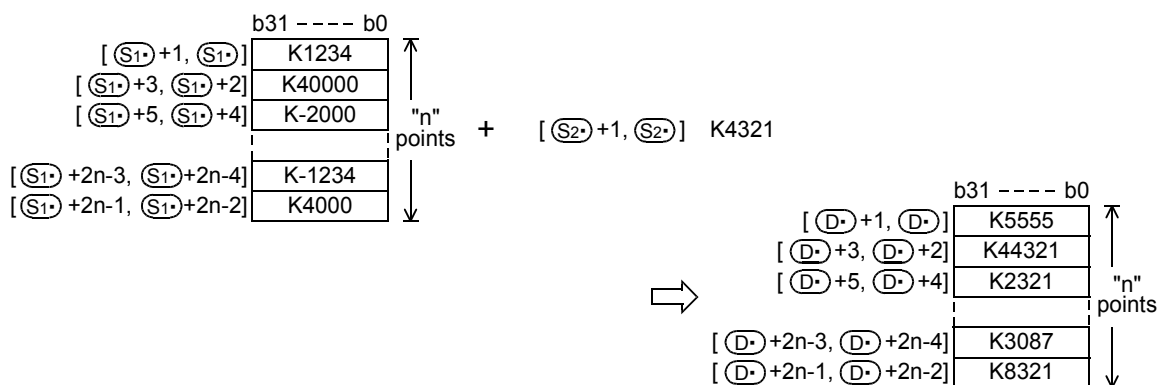 b31 ---- b0
[ S1· +1, S1· ] K1234
[ S1· +3, S1· +2] K40000
[ S1· +5, S1· +4] K-2000
"n" points
+ [ S2· +1, S2· ] K4321
[ S1· +2n-3, S1· +2n-4] K-1234
[ S1· +2n-1, S1· +2n-2] K4000
b31 ---- b0
[ D· +1, D· ] K5555
[ D· +3, D· +2] K44321
[ D· +5, D· +4] K2321
"n" points
[ D· +2n-3, D· +2n-4] K3087
[ D· +2n-1, D· +2n-2] K8321